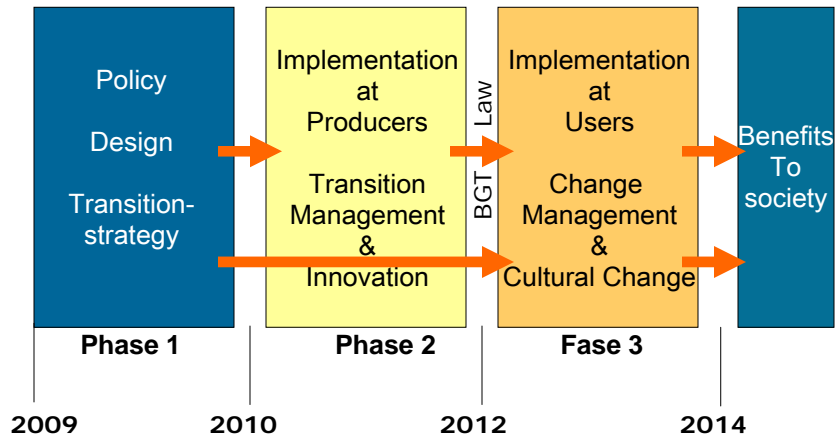 Policy
Design
Transition-
strategy
Implementation
at
Producers
Transition
Management
&
Innovation
BGT Law
Implementation
at
Users
Change
Management
&
Cultural Change
Benefits
To
society
Phase 1
Phase 2
Fase 3
2009
2010
2012
2014